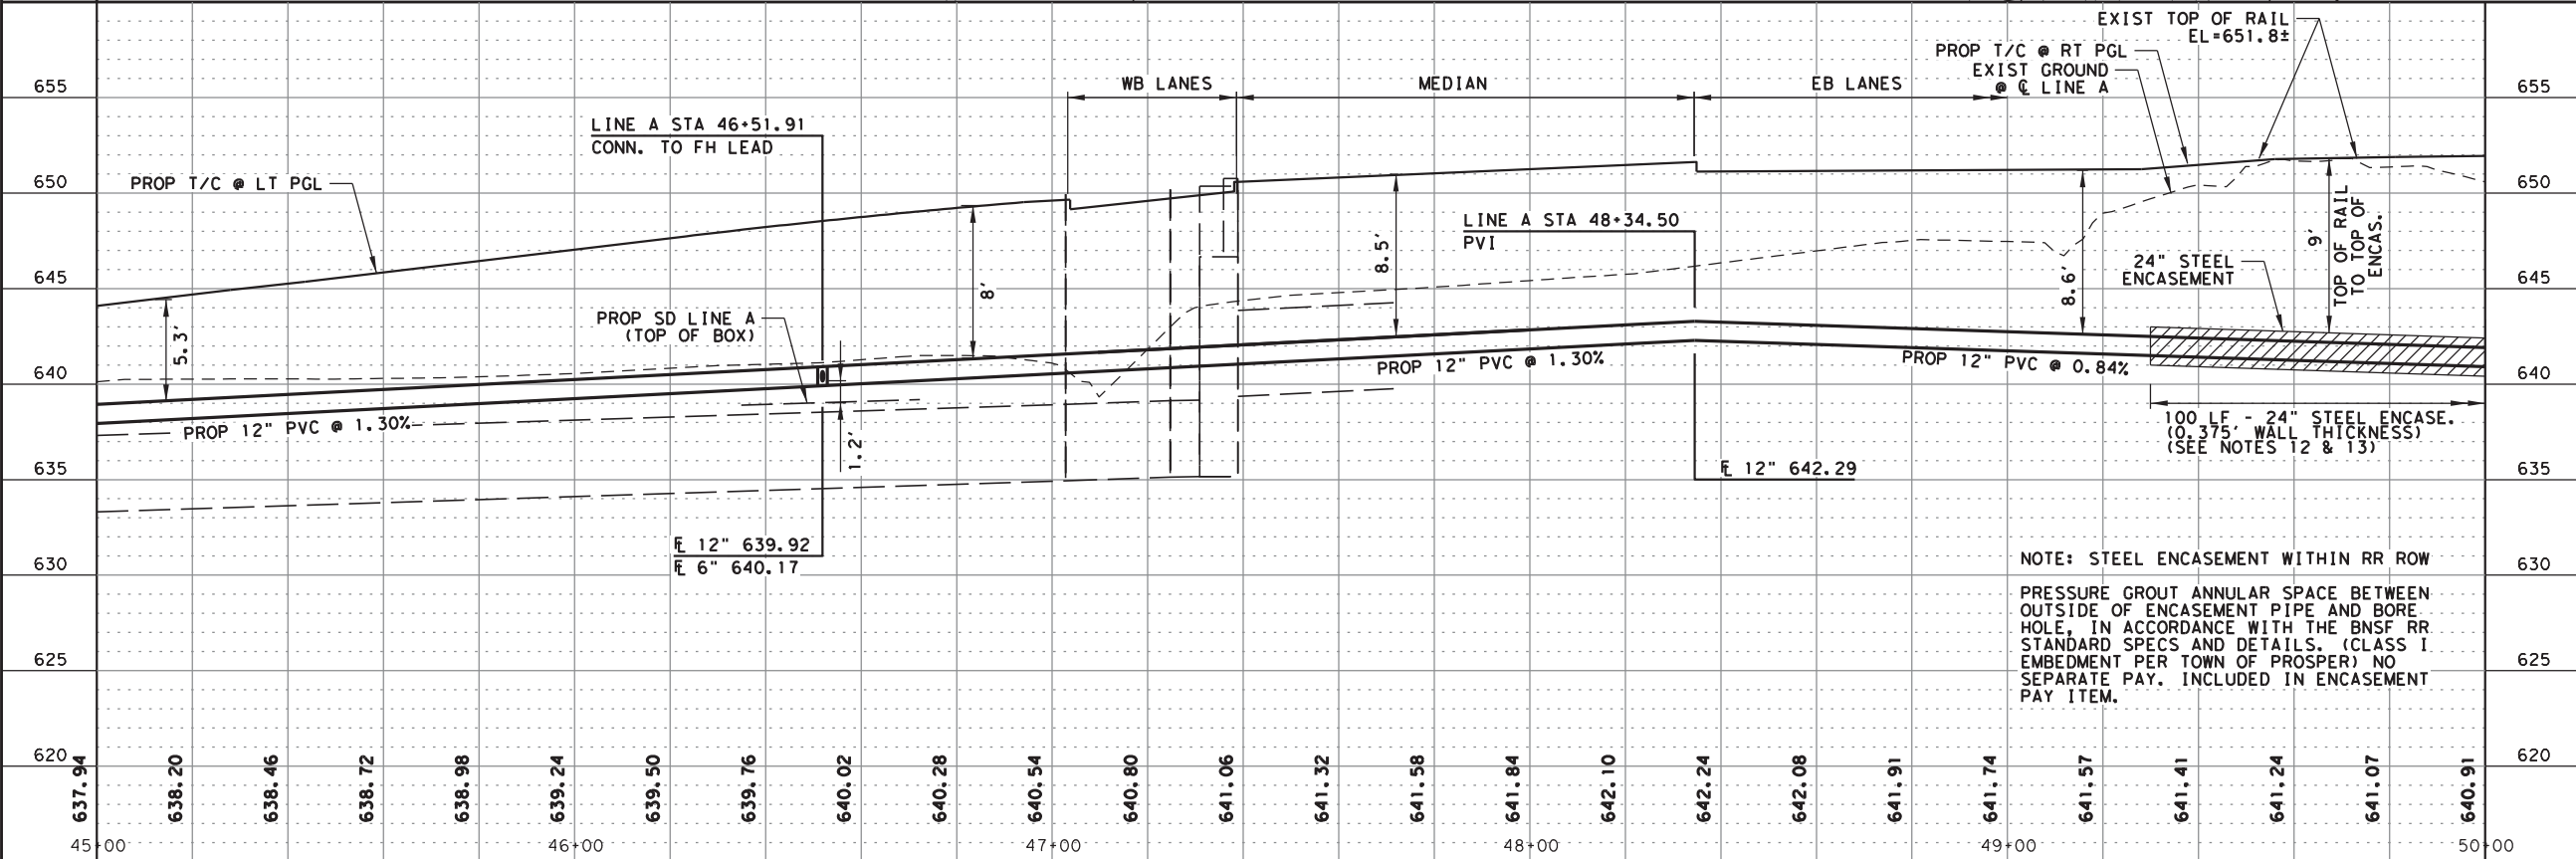 EXIST TOP OF RAIL
EL=651.8±
PROP T/C @ RT PGL
EXIST GROUND
@ ℄ LINE A
655
WB LANES
MEDIAN
EB LANES
655
LINE A STA 46+51.91
CONN. TO FH LEAD
PROP T/C @ LT PGL
650
650
LINE A STA 48+34.50
PVI
8.5'
8'
8.6'
9'
TOP OF RAIL
TO TOP OF
ENCAS.
24" STEEL
ENCASEMENT
645
645
5.3'
PROP SD LINE A
(TOP OF BOX)
640
640
PROP 12" PVC @ 1.30%
PROP 12" PVC @ 0.84%
PROP 12" PVC @ 1.30%
1.2'
100 LF - 24" STEEL ENCASE.
(0.375' WALL THICKNESS)
(SEE NOTES 12 & 13)
635
635
FL 12" 642.29
FL 12" 639.92
FL 6" 640.17
630
630
NOTE: STEEL ENCASEMENT WITHIN RR ROW
PRESSURE GROUT ANNULAR SPACE BETWEEN
OUTSIDE OF ENCASEMENT PIPE AND BORE
HOLE, IN ACCORDANCE WITH THE BNSF RR
STANDARD SPECS AND DETAILS. (CLASS I
EMBEDMENT PER TOWN OF PROSPER) NO
SEPARATE PAY. INCLUDED IN ENCASEMENT
PAY ITEM.
625
625
620
620
637.94
638.20
638.46
638.72
638.98
639.24
639.50
639.76
640.02
640.28
640.54
640.80
641.06
641.32
641.58
641.84
642.10
642.24
642.08
641.91
641.74
641.57
641.41
641.24
641.07
640.91
45+00
46+00
47+00
48+00
49+00
50+00